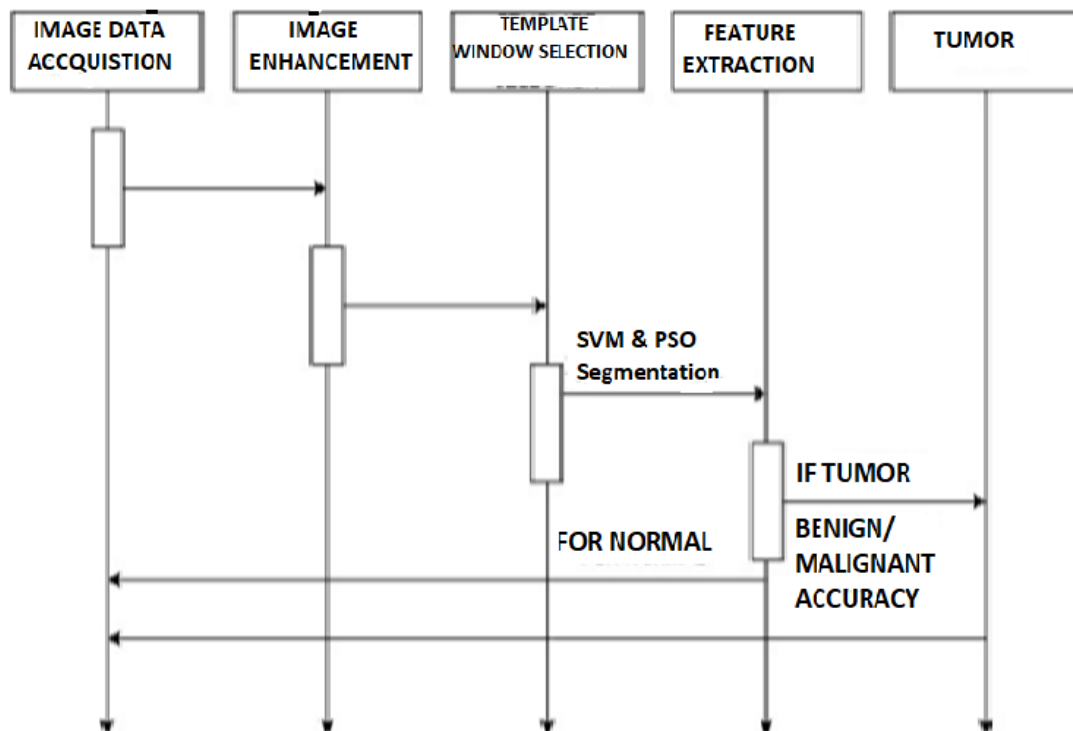 IMAGE DATA
ACCQUISTION
IMAGE
ENHANCEMENT
TEMPLATE
WINDOW SELECTION
FEATURE
EXTRACTION
TUMOR
SVM & PSO
Segmentation
IF TUMOR
FOR NORMAL
BENIGN/
MALIGNANT
ACCURACY